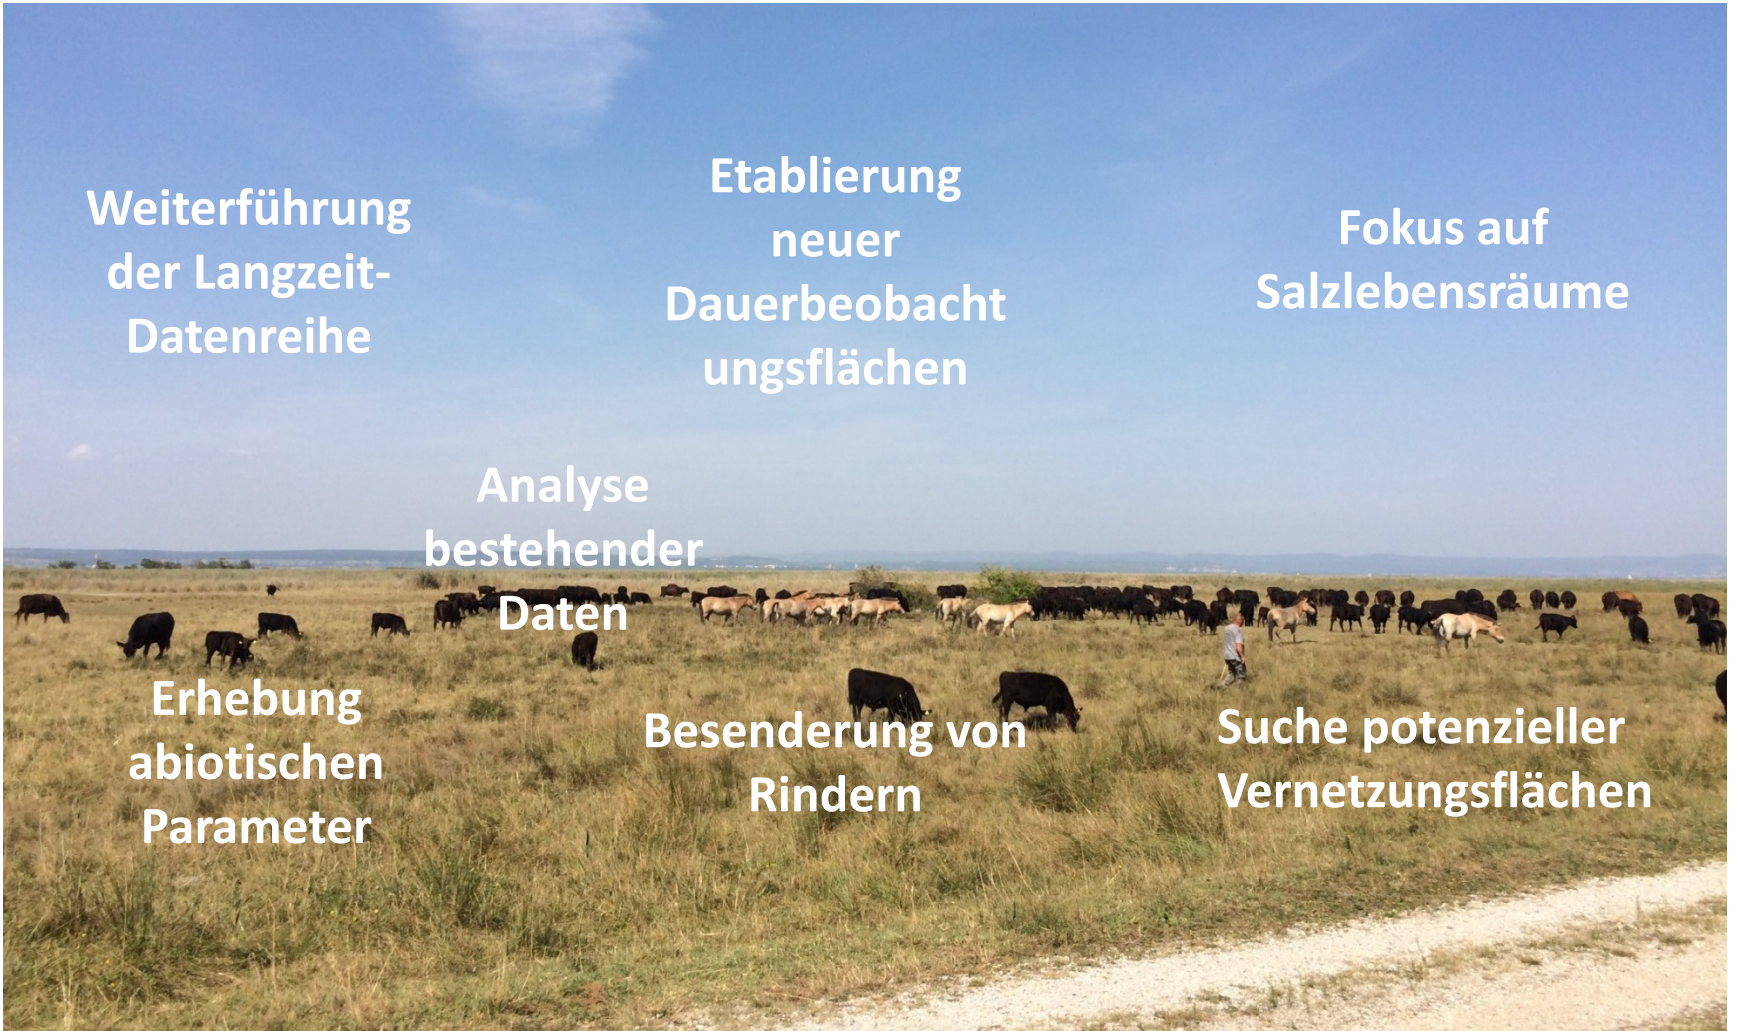 Weiterführung
der Langzeit-
Datenreihe
Etablierung
neuer
Dauerbeobacht
ungsflächen
Fokus auf
Salzlebensräume
Analyse
bestehender
Daten
Erhebung
abiotischen
Parameter
Besenderung von
Rindern
Suche potenzieller
Vernetzungsflächen